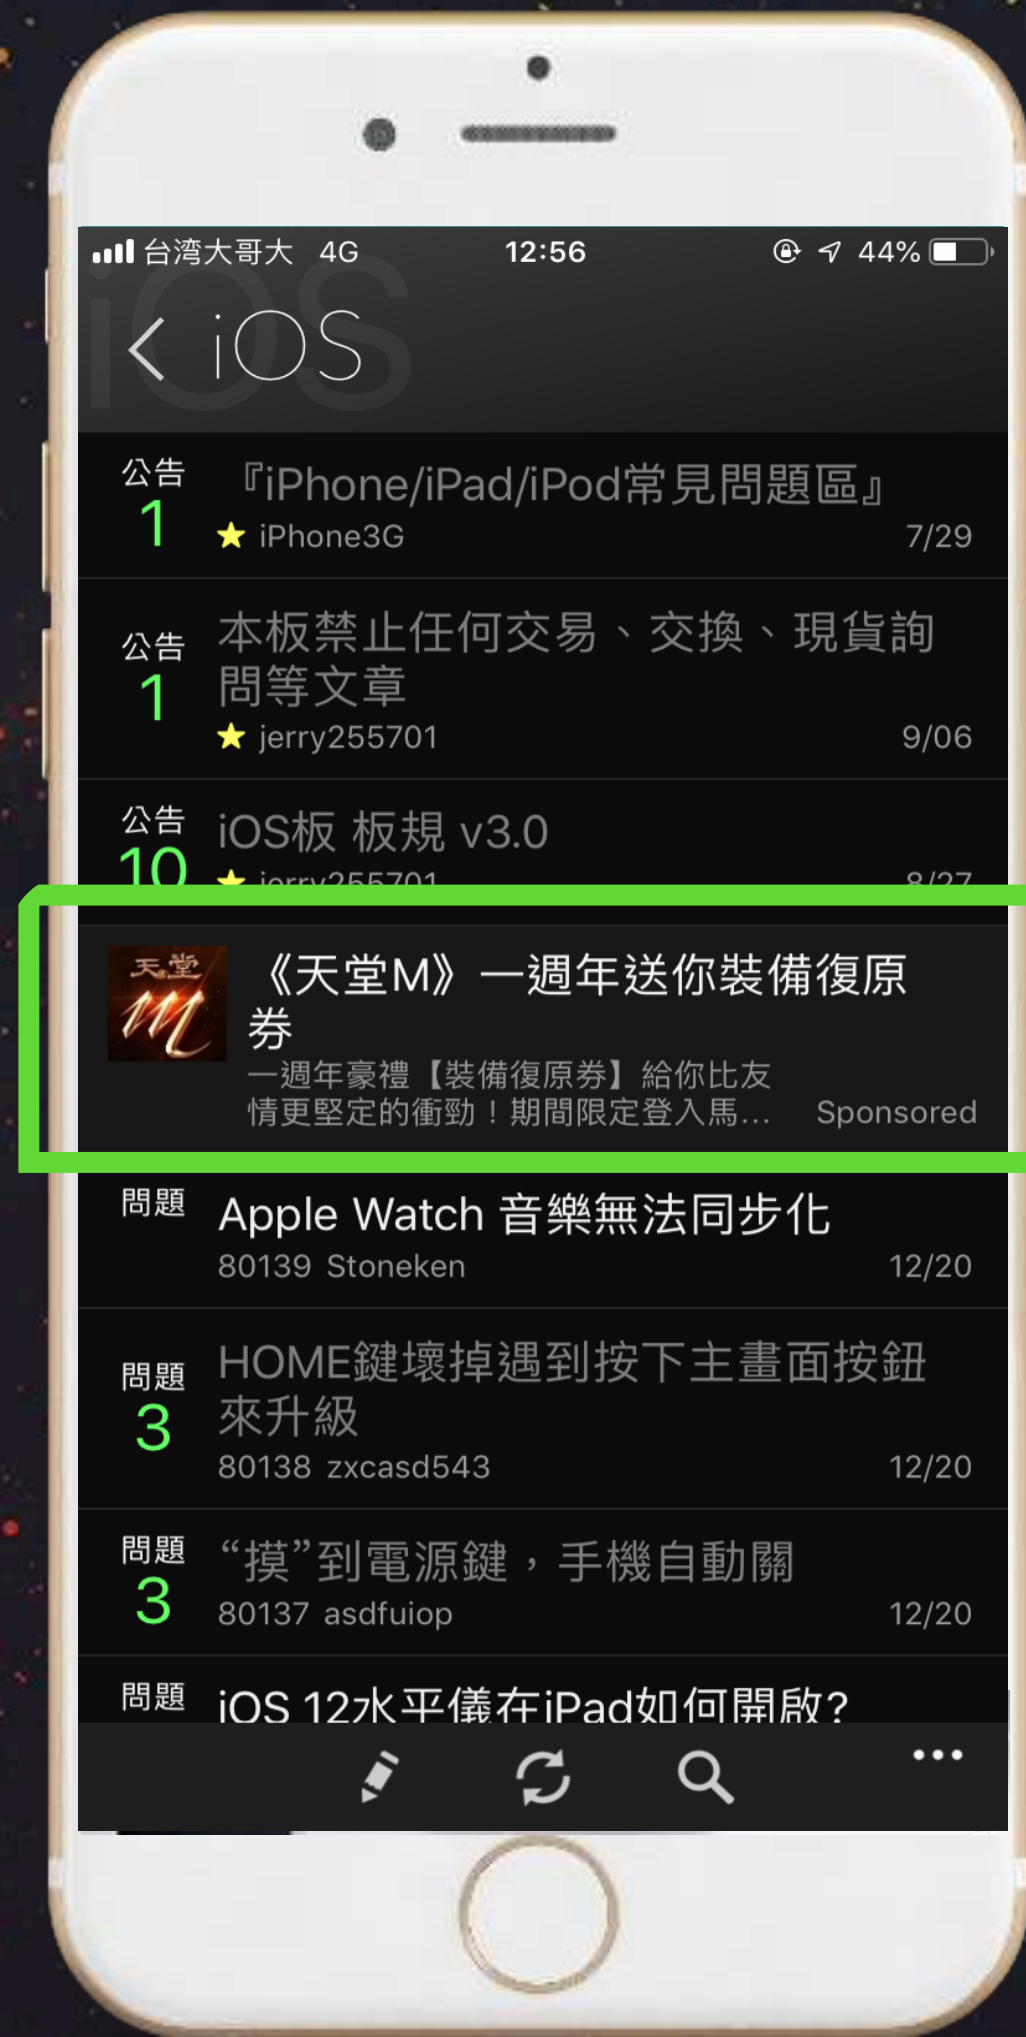 台湾大哥大 4G 12:56 44%
iOS
iOS
公告 『iPhone/iPad/iPod常見問題區』
1 ★ iPhone3G 7/29
公告 本板禁止任何交易、交換、現貨詢
1 問等文章
★ jerry255701 9/06
公告 iOS板 板規 v3.0
10 ★ jerry255701 8/27
天堂
M
《天堂M》一週年送你裝備復原
券
一週年豪禮【裝備復原券】給你比友
情更堅定的衝勁！期間限定登入馬... Sponsored
問題 Apple Watch 音樂無法同步化
80139 Stoneken 12/20
問題 HOME鍵壞掉遇到按下主畫面按鈕
3 來升級
80138 zxcasd543 12/20
問題 “摸”到電源鍵，手機自動關
3 80137 asdfuiop 12/20
問題 iOS 12水平儀在iPad如何開啟?